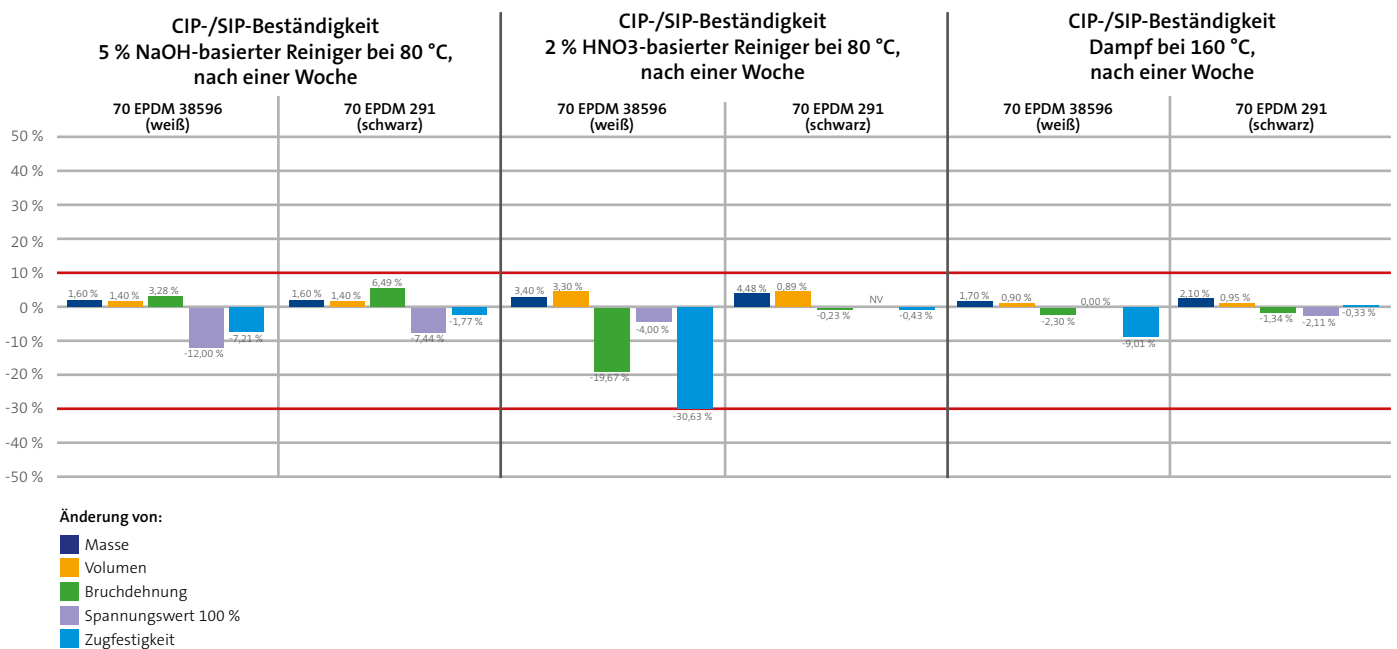 CIP-/SIP-Beständigkeit
5 % NaOH-basierter Reiniger bei 80 °C,
nach einer Woche
CIP-/SIP-Beständigkeit
2 % HNO3-basierter Reiniger bei 80 °C,
nach einer Woche
CIP-/SIP-Beständigkeit
Dampf bei 160 °C,
nach einer Woche
70 EPDM 38596
(weiß)
70 EPDM 291
(schwarz)
70 EPDM 38596
(weiß)
70 EPDM 291
(schwarz)
70 EPDM 38596
(weiß)
70 EPDM 291
(schwarz)
50 %
40 %
30 %
20 %
10 %
0 %
-10 %
-20 %
-30 %
-40 %
-50 %
1,60 %
1,40 %
3,28 %
-12,00 %
-7,21 %
1,60 %
1,40 %
6,49 %
-7,44 %
-1,77 %
3,40 %
3,30 %
-19,67 %
-4,00 %
-30,63 %
4,48 %
0,89 %
-0,23 %
NV
-0,43 %
1,70 %
0,90 %
-2,30 %
0,00 %
-9,01 %
2,10 %
0,95 %
-1,34 %
-2,11 %
-0,33 %
Änderung von:
Masse
Volumen
Bruchdehnung
Spannungswert 100 %
Zugfestigkeit